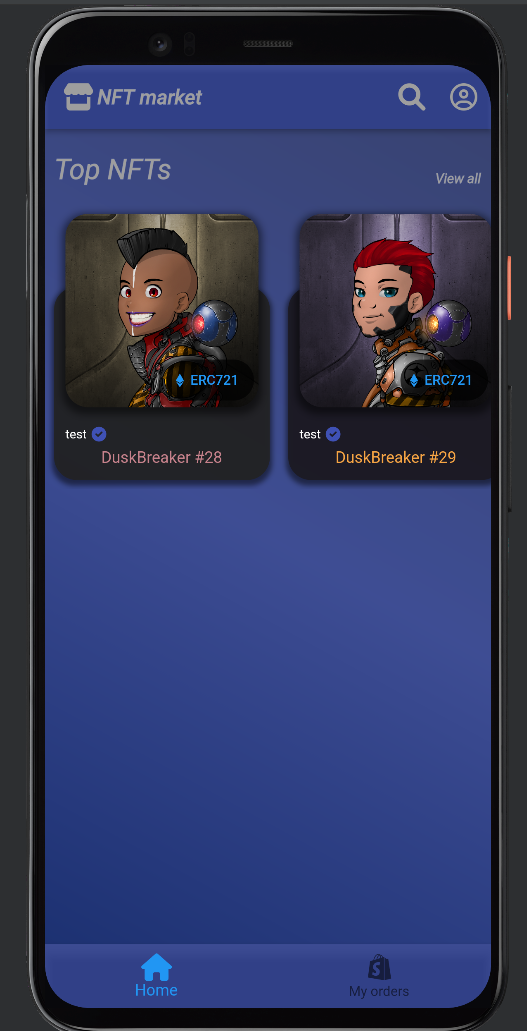 NFT market
Top NFTs
View all
ERC721
ERC721
test
test
DuskBreaker #28
DuskBreaker #29
Home
My orders